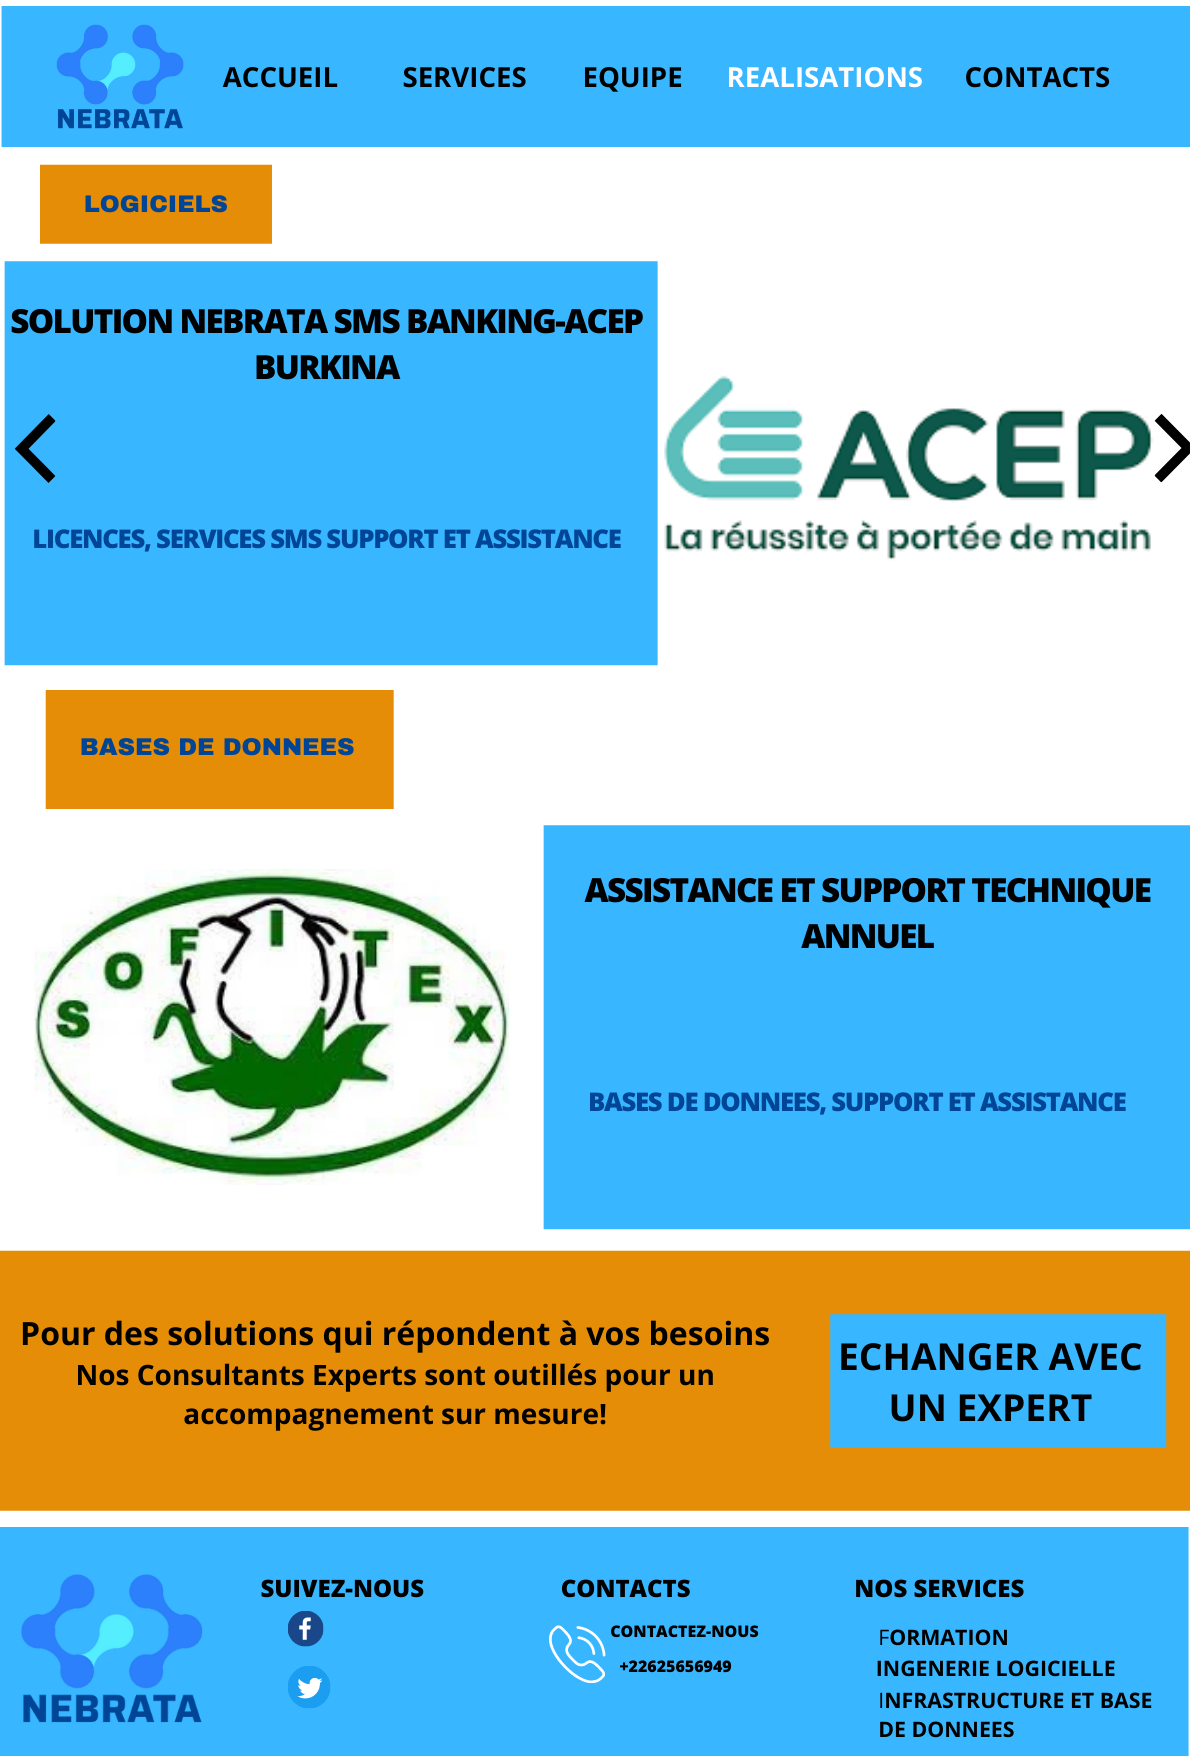 NEBRATA
ACCUEIL SERVICES EQUIPE REALISATIONS CONTACTS
LOGICIELS
SOLUTION NEBRATA SMS BANKING-ACEP
BURKINA
LICENCES, SERVICES SMS SUPPORT ET ASSISTANCE
ACEP
La réussite à portée de main
BASES DE DONNEES
SOFITEX
ASSISTANCE ET SUPPORT TECHNIQUE
ANNUEL
BASES DE DONNEES, SUPPORT ET ASSISTANCE
Pour des solutions qui répondent à vos besoins
Nos Consultants Experts sont outillés pour un
accompagnement sur mesure!
ECHANGER AVEC
UN EXPERT
NEBRATA
SUIVEZ-NOUS
CONTACTS
CONTACTEZ-NOUS
+22625656949
NOS SERVICES
FORMATION
INGENERIE LOGICIELLE
INFRASTRUCTURE ET BASE
DE DONNEES